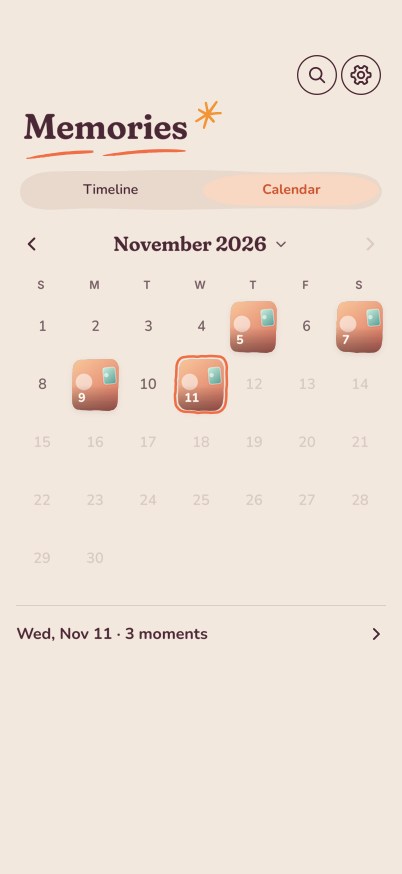 Memories
Timeline Calendar
November 2026
S M T W T F S
1 2 3 4 5 6 7
8 9 10 11 12 13 14
15 16 17 18 19 20 21
22 23 24 25 26 27 28
29 30
Wed, Nov 11 · 3 moments